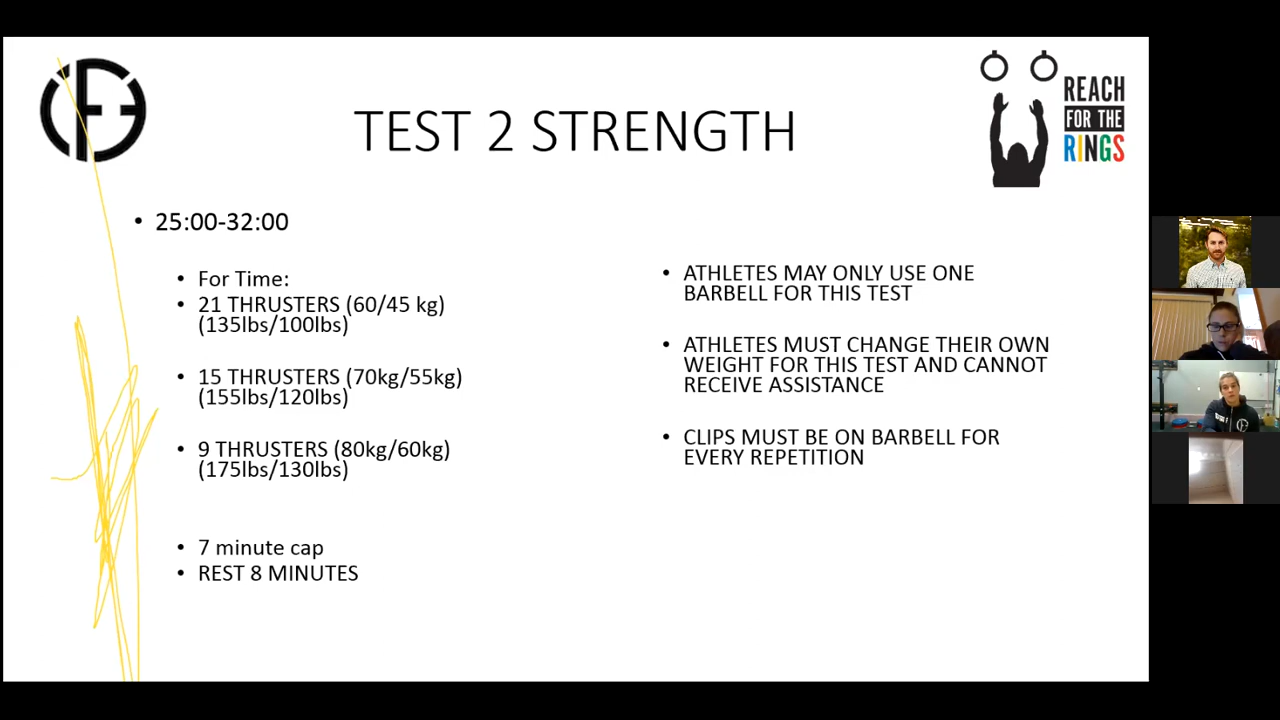 TEST 2 STRENGTH
REACH
FOR THE
RINGS
• 25:00-32:00
• For Time:
• 21 THRUSTERS (60/45 kg)
(135lbs/100lbs)
• 15 THRUSTERS (70kg/55kg)
(155lbs/120lbs)
• 9 THRUSTERS (80kg/60kg)
(175lbs/130lbs)
• 7 minute cap
• REST 8 MINUTES
• ATHLETES MAY ONLY USE ONE
BARBELL FOR THIS TEST
• ATHLETES MUST CHANGE THEIR OWN
WEIGHT FOR THIS TEST AND CANNOT
RECEIVE ASSISTANCE
• CLIPS MUST BE ON BARBELL FOR
EVERY REPETITION